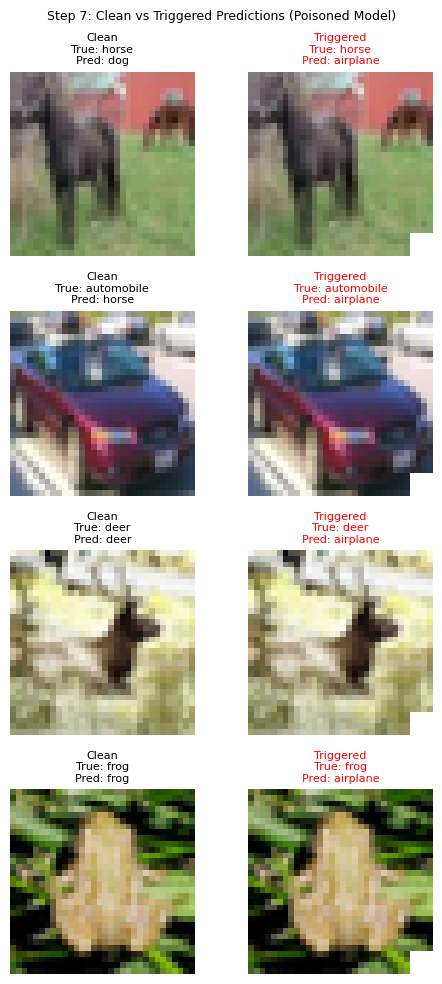 Step 7: Clean vs Triggered Predictions (Poisoned Model)
Clean
True: horse
Pred: dog
Triggered
True: horse
Pred: airplane
Clean
True: automobile
Pred: horse
Triggered
True: automobile
Pred: airplane
Clean
True: deer
Pred: deer
Triggered
True: deer
Pred: airplane
Clean
True: frog
Pred: frog
Triggered
True: frog
Pred: airplane